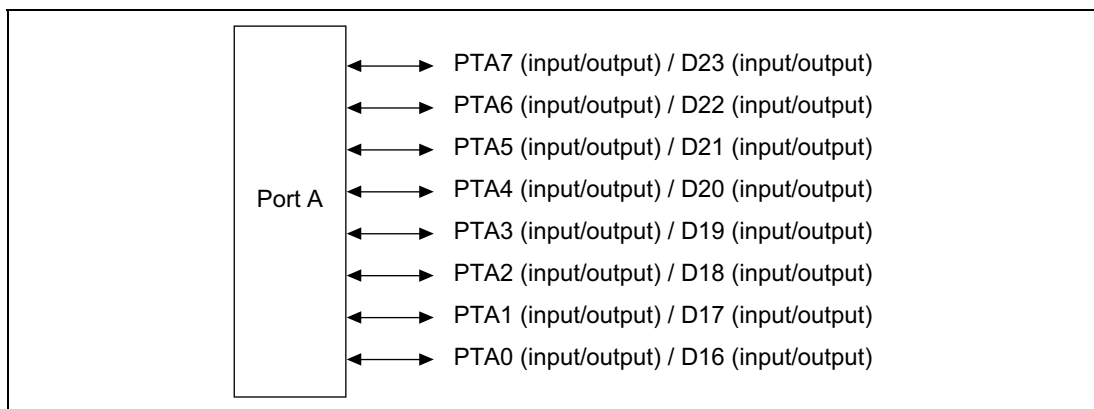 Port A
PTA7 (input/output) / D23 (input/output)
PTA6 (input/output) / D22 (input/output)
PTA5 (input/output) / D21 (input/output)
PTA4 (input/output) / D20 (input/output)
PTA3 (input/output) / D19 (input/output)
PTA2 (input/output) / D18 (input/output)
PTA1 (input/output) / D17 (input/output)
PTA0 (input/output) / D16 (input/output)